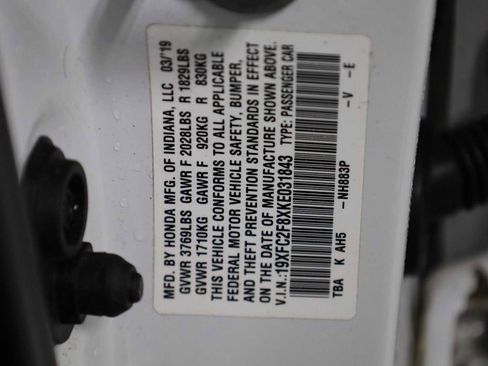 MFD. BY HONDA MFG. OF INDIANA, LLC 03/19
GVWR 3769LBS GAWR F 2028LBS R 1829LBS
GVWR 1710KG GAWR F 920KG R 830KG
THIS VEHICLE CONFORMS TO ALL APPLICABLE
FEDERAL MOTOR VEHICLE SAFETY, BUMPER,
AND THEFT PREVENTION STANDARDS IN EFFECT
ON THE DATE OF MANUFACTURE SHOWN ABOVE.
V.I.N.:19XFC2F8XKE031843 TYPE: PASSENGER CAR
TBA K AH5 -NH883P -V -E